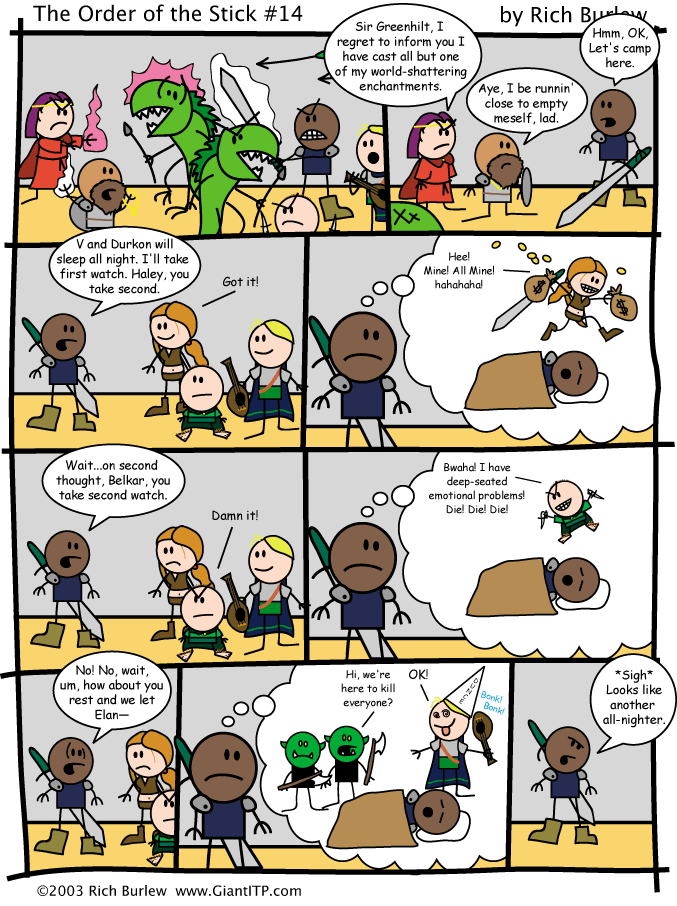 The Order of the Stick #14
by Rich Burlew
Sir Greenhilt, I
regret to inform you I
have cast all but one
of my world-shattering
enchantments.
Aye, I be runnin'
close to empty
meself, lad.
Hmm, OK,
Let's camp
here.
V and Durkon will
sleep all night. I'll take
first watch. Haley, you
take second.
Got it!
Hee!
Mine! All Mine!
hahahaha!
$
$
Wait...on second
thought, Belkar, you
take second watch.
Damn it!
Bwaha! I have
deep-seated
emotional problems!
Die! Die! Die!
No! No, wait,
um, how about you
rest and we let
Elan—
Hi, we're
here to kill
everyone?
OK!
DUNCE
Bonk!
Bonk!
*Sigh*
Looks like
another
all-nighter.
©2003 Rich Burlew www.GiantITP.com